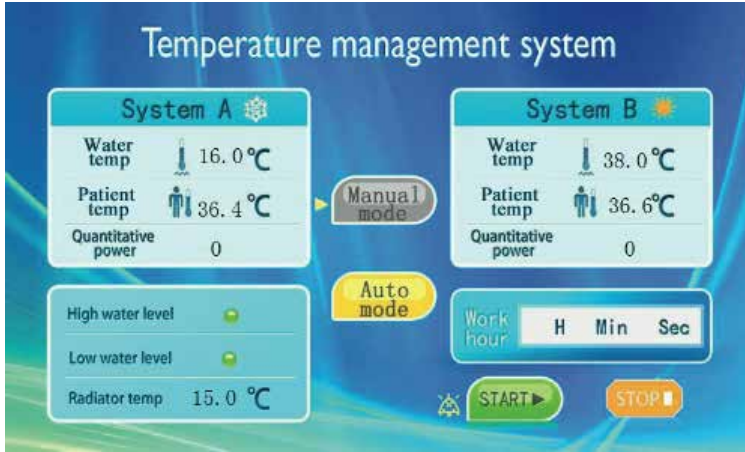 Temperature management system
System A
Water
temp
16.0℃
Patient
temp
36.4℃
Quantitative
power
0
Manual
mode
Auto
mode
System B
Water
temp
38.0℃
Patient
temp
36.6℃
Quantitative
power
0
High water level
Low water level
Radiator temp
15.0 ℃
Work
hour
H Min Sec
START
STOP